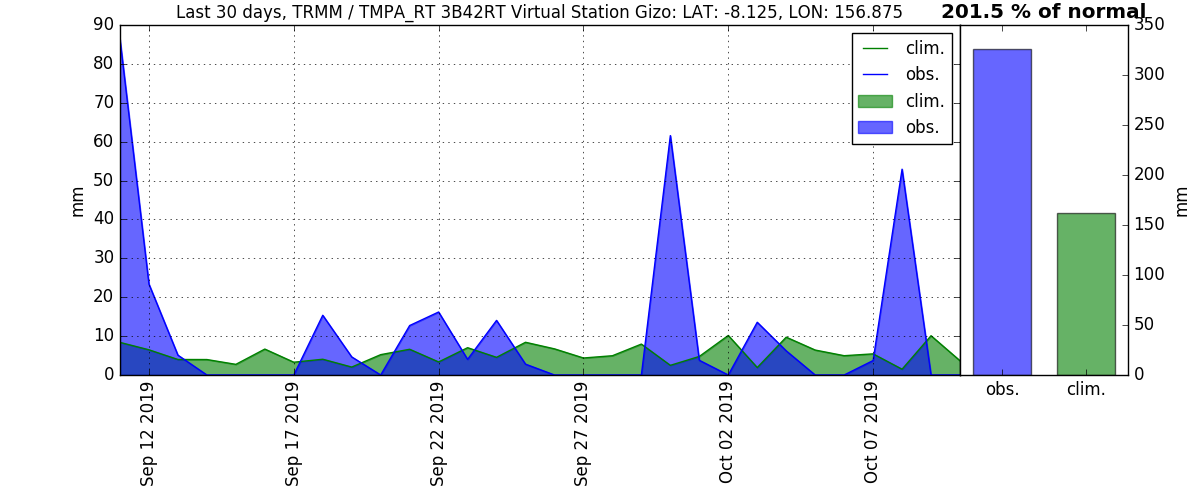 Last 30 days, TRMM / TMPA_RT 3B42RT Virtual Station Gizo: LAT: -8.125, LON: 156.875
201.5 % of normal
90
80
70
60
50
40
30
20
10
0
mm
clim.
obs.
clim.
obs.
350
300
250
200
150
100
50
0
mm
Sep 12 2019
Sep 17 2019
Sep 22 2019
Sep 27 2019
Oct 02 2019
Oct 07 2019
obs.
clim.